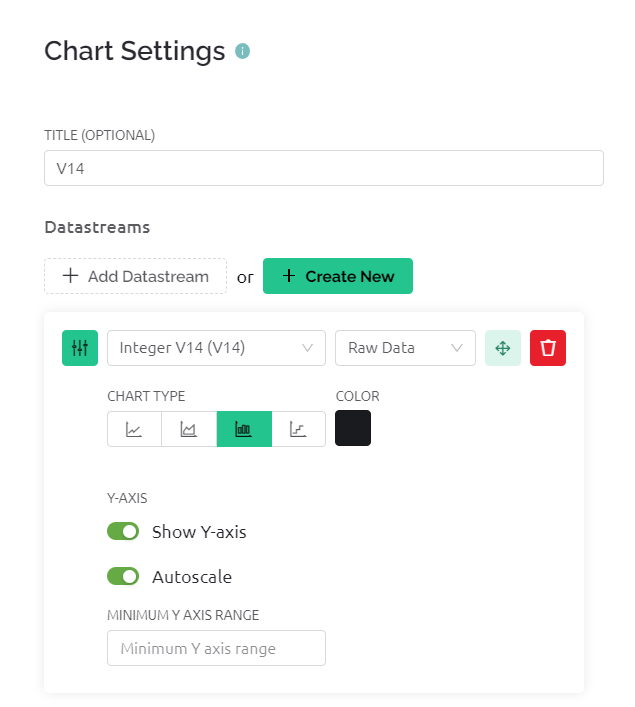 Chart Settings
TITLE (OPTIONAL)
V14
Datastreams
Add Datastream or Create New
Integer V14 (V14) Raw Data
CHART TYPE COLOR
Y-AXIS
Show Y-axis
Autoscale
MINIMUM Y AXIS RANGE
Minimum Y axis range